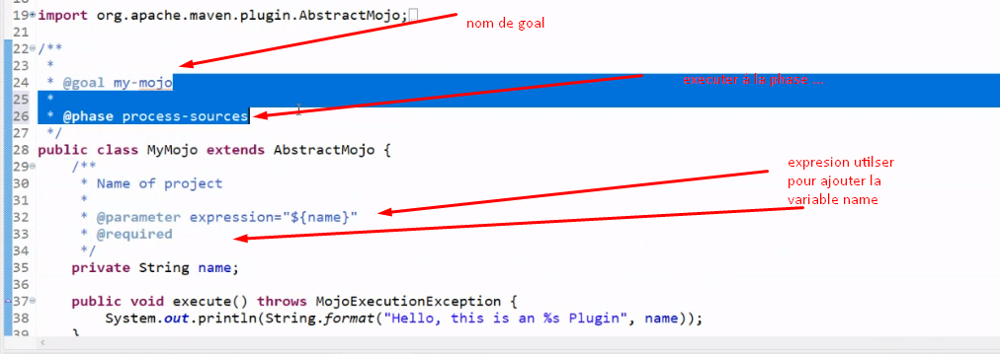 19 import org.apache.maven.plugin.AbstractMojo;
nom de goal
21
22 /**
23 *
24 * @goal my-mojo
executer à la phase ...
25 *
26 * @phase process-sources
27 */
28 public class MyMojo extends AbstractMojo {
29 /**
expresion utilser
30 * Name of project
pour ajouter la
31 *
variable name
32 * @parameter expression="${name}"
33 * @required
34 */
35 private String name;
36
37 public void execute() throws MojoExecutionException {
38 System.out.println(String.format("Hello, this is an %s Plugin", name));
39 }